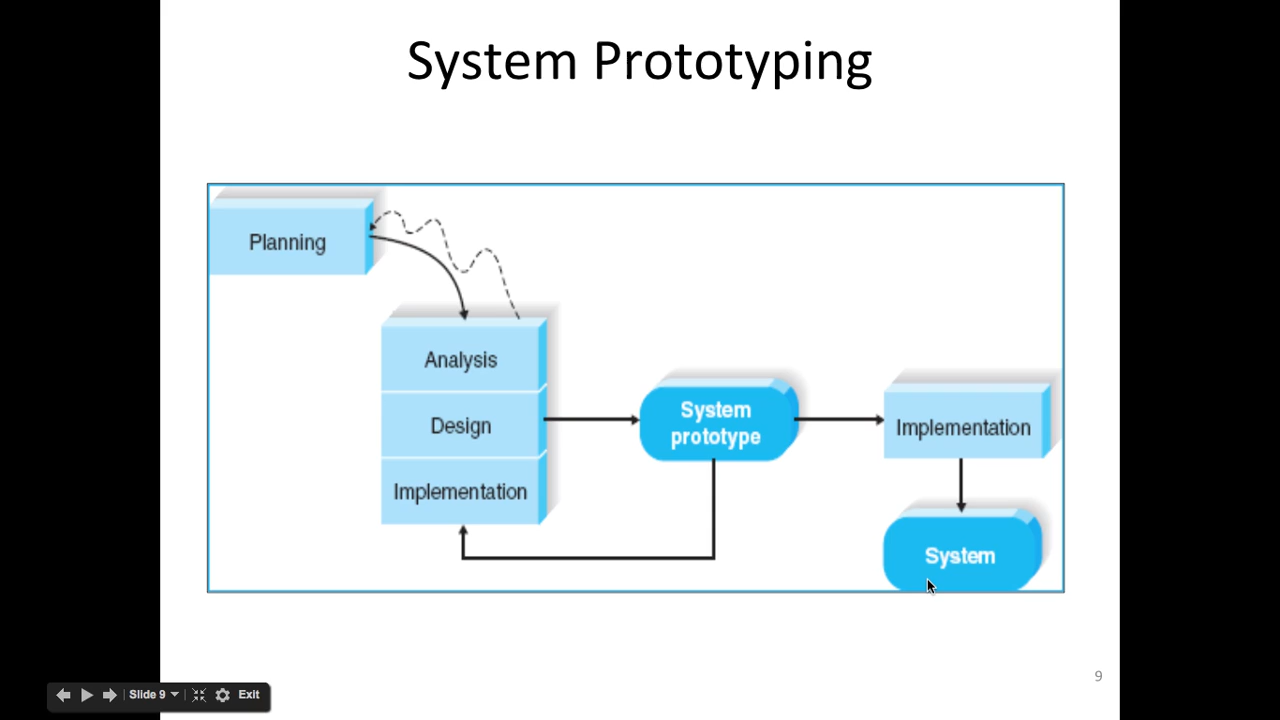 System Prototyping
Planning
Analysis
Design
Implementation
System
prototype
Implementation
System
9
Slide 9
Exit